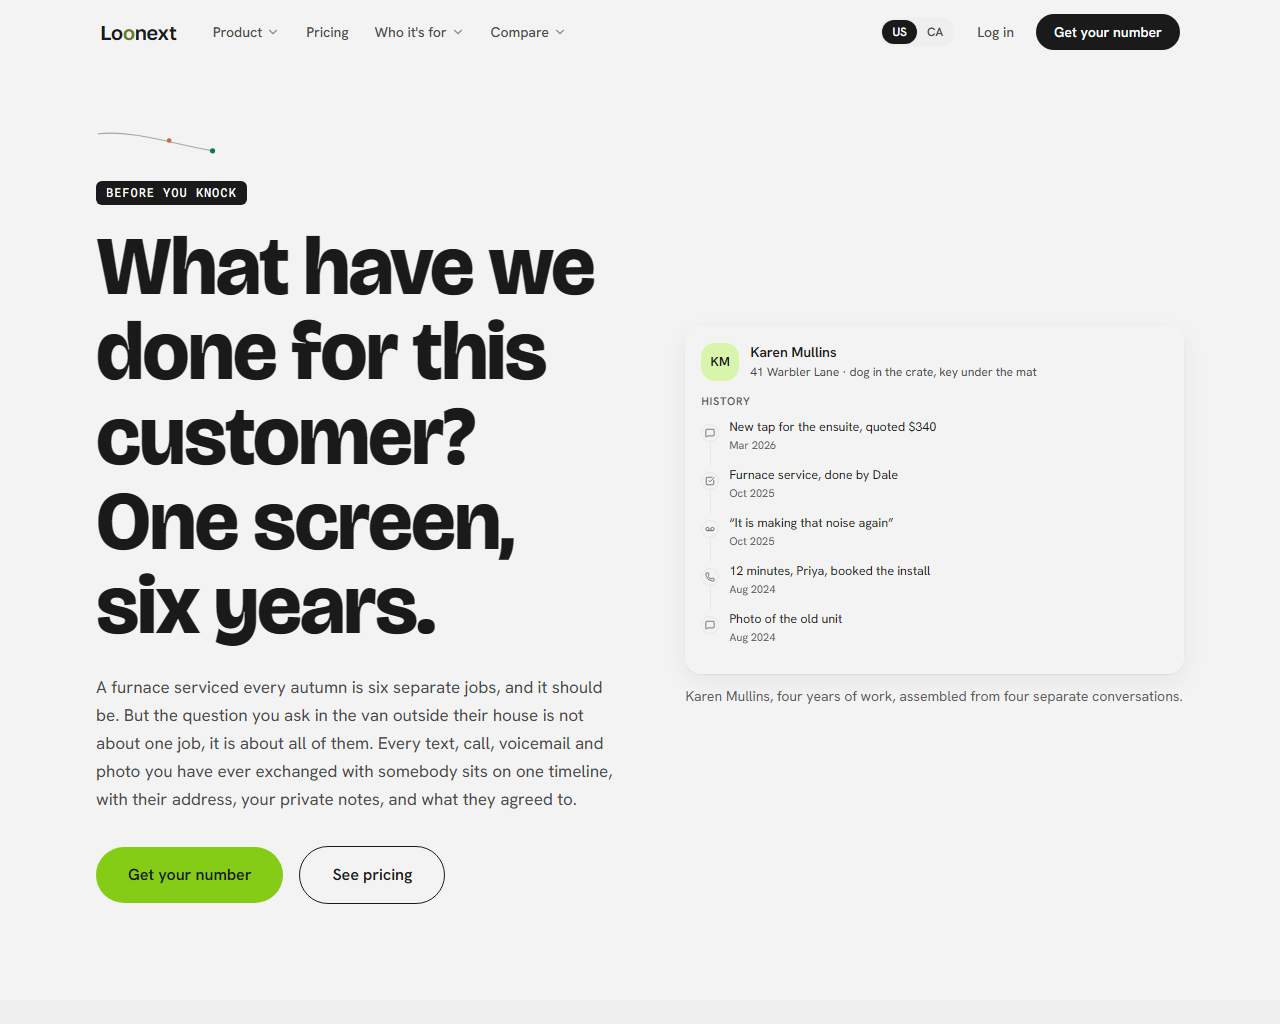 Loonext
Product
Pricing
Who it's for
Compare
US
CA
Log in
Get your number
BEFORE YOU KNOCK
What have we
done for this
customer?
One screen,
six years.
A furnace serviced every autumn is six separate jobs, and it should
be. But the question you ask in the van outside their house is not
about one job, it is about all of them. Every text, call, voicemail and
photo you have ever exchanged with somebody sits on one timeline,
with their address, your private notes, and what they agreed to.
Get your number
See pricing
KM
Karen Mullins
41 Warbler Lane · dog in the crate, key under the mat
HISTORY
New tap for the ensuite, quoted $340
Mar 2026
Furnace service, done by Dale
Oct 2025
“It is making that noise again”
Oct 2025
12 minutes, Priya, booked the install
Aug 2024
Photo of the old unit
Aug 2024
Karen Mullins, four years of work, assembled from four separate conversations.